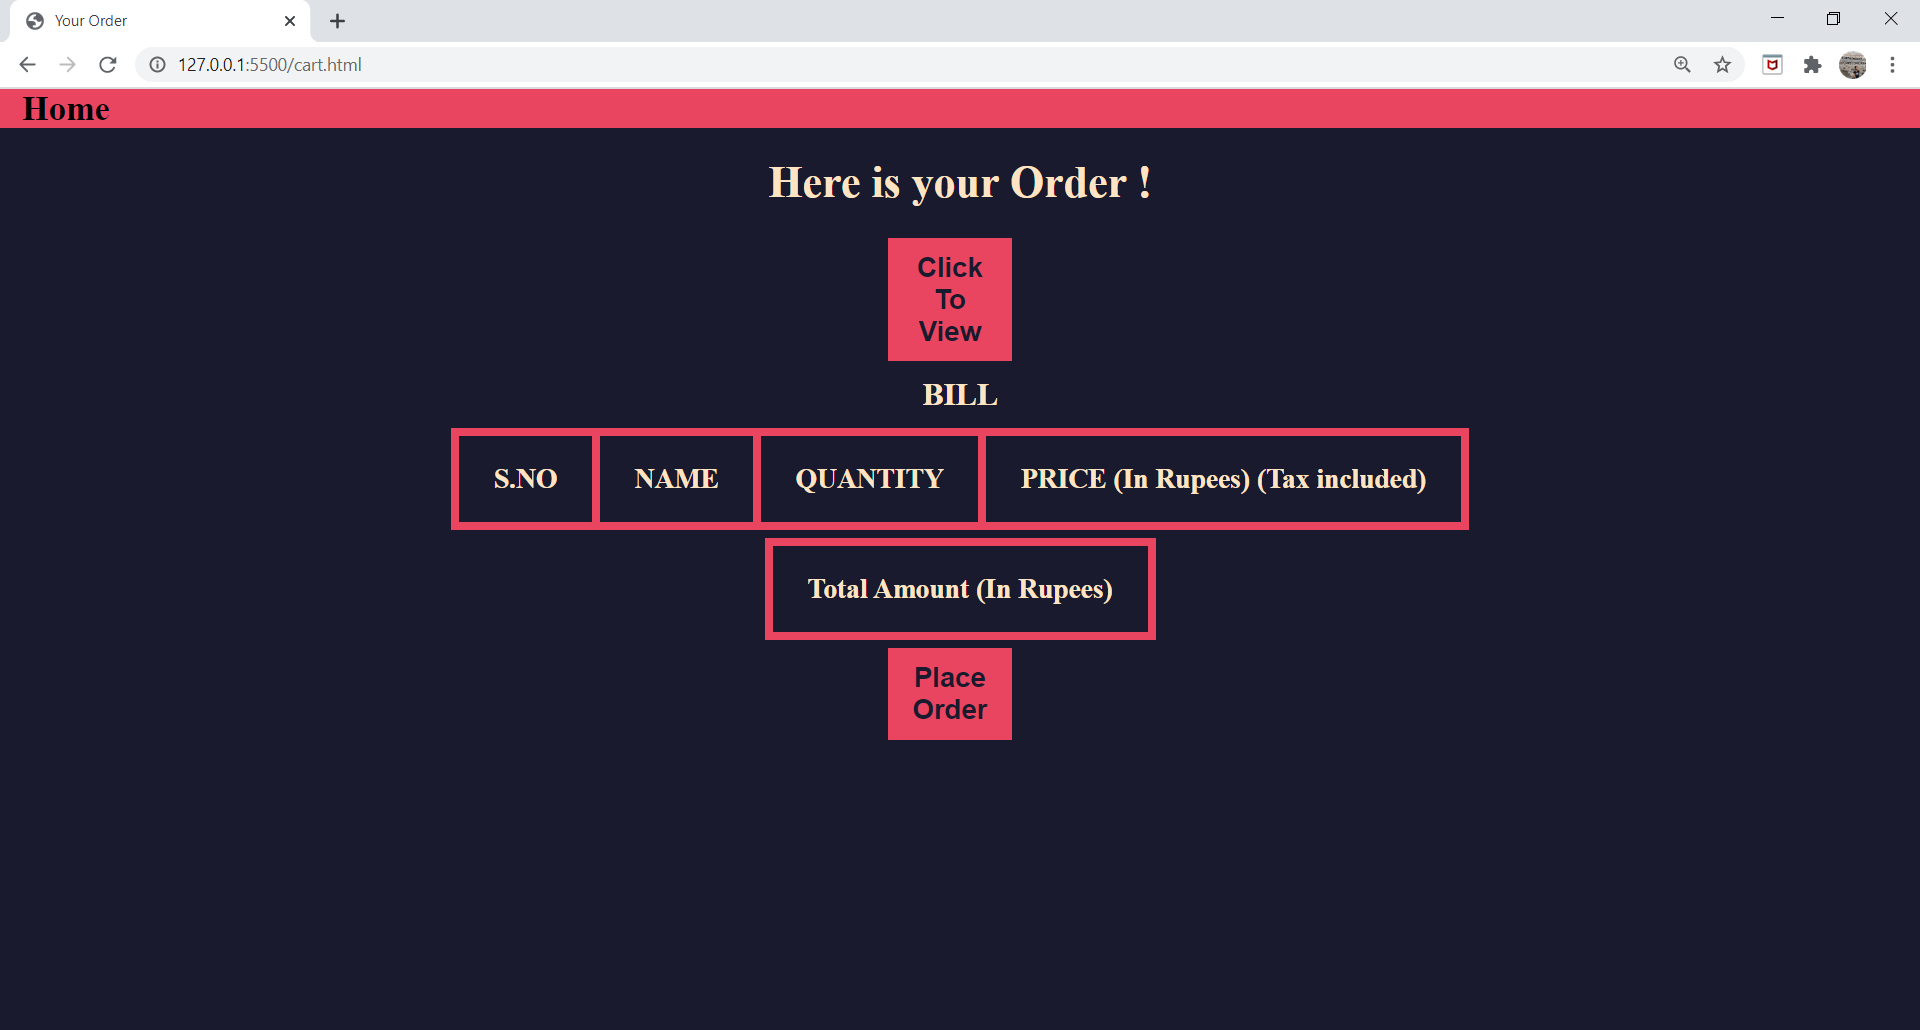 Your Order
127.0.0.1:5500/cart.html
Home
Here is your Order !
Click
To
View
BILL
S.NO NAME QUANTITY PRICE (In Rupees) (Tax included)
Total Amount (In Rupees)
Place
Order